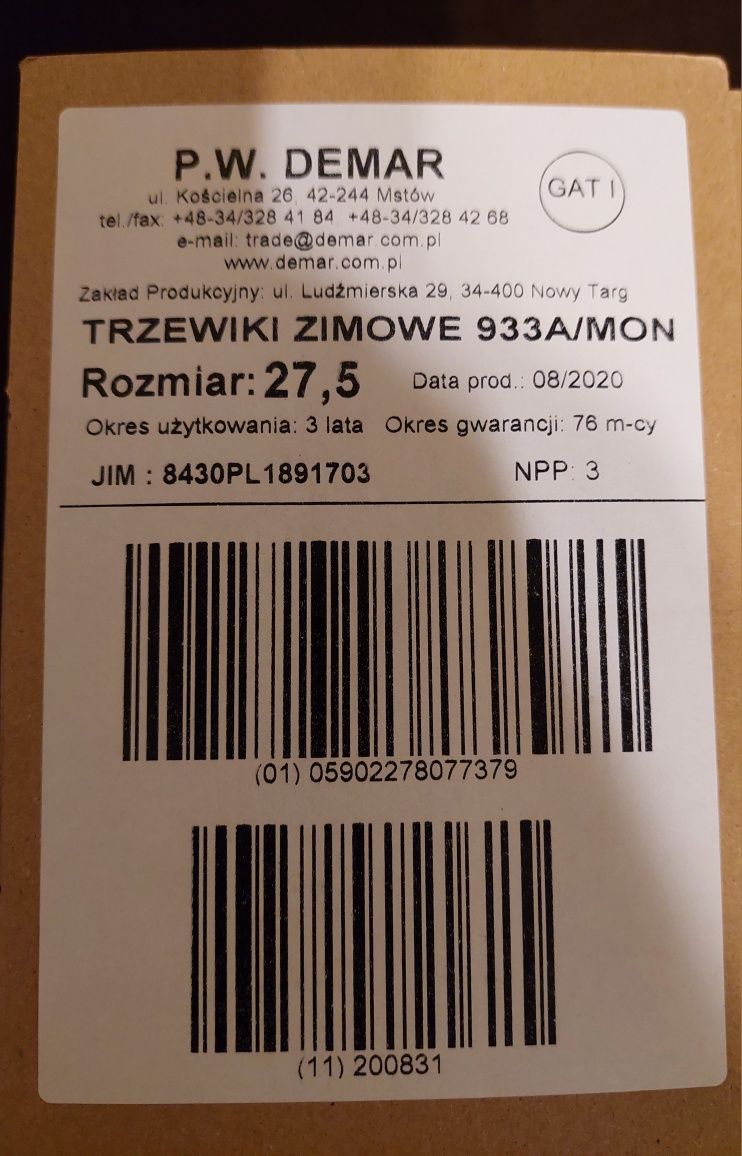 P.W. DEMAR
GAT I
ul. Kościelna 26, 42-244 Mstów
tel./fax: +48-34/328 41 84, +48-34/328 42 68
e-mail: trade@demar.com.pl
www.demar.com.pl
Zakład Produkcyjny: ul. Ludźmierska 29, 34-400 Nowy Targ
TRZEWIKI ZIMOWE 933A/MON
Rozmiar: 27,5 Data prod.: 08/2020
Okres użytkowania: 3 lata Okres gwarancji: 76 m-cy
JIM : 8430PL1891703 NPP: 3
(01) 05902278077379
(11) 200831